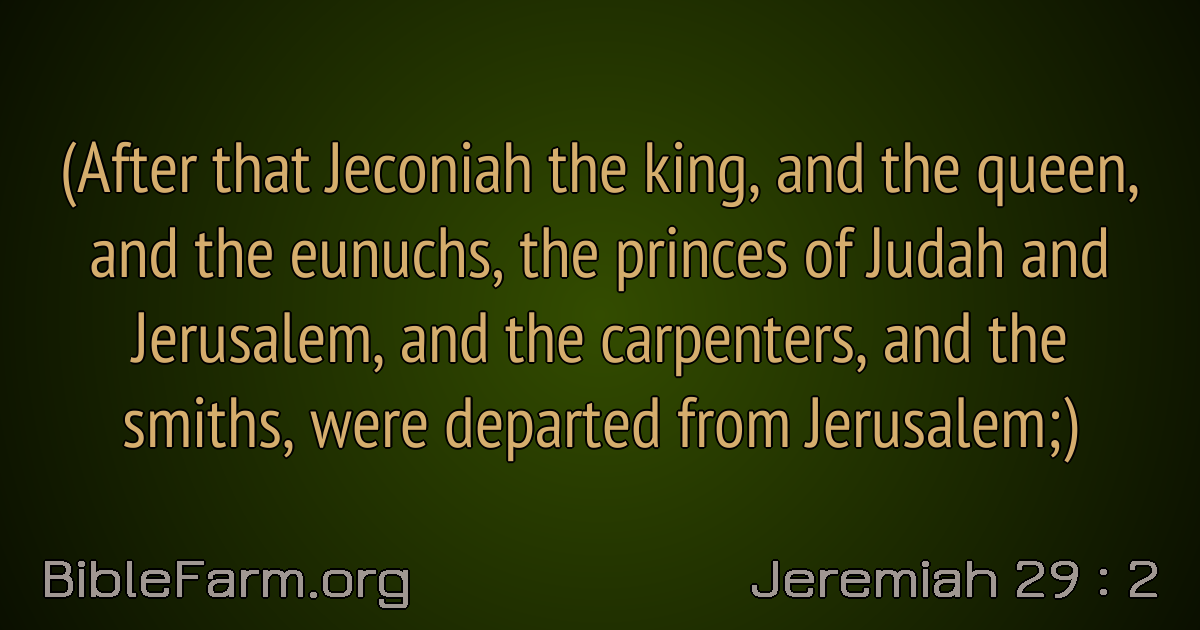 (After that Jeconiah the king, and the queen,
and the eunuchs, the princes of Judah and
Jerusalem, and the carpenters, and the
smiths, were departed from Jerusalem;)
BibleFarm.org
Jeremiah 29 : 2